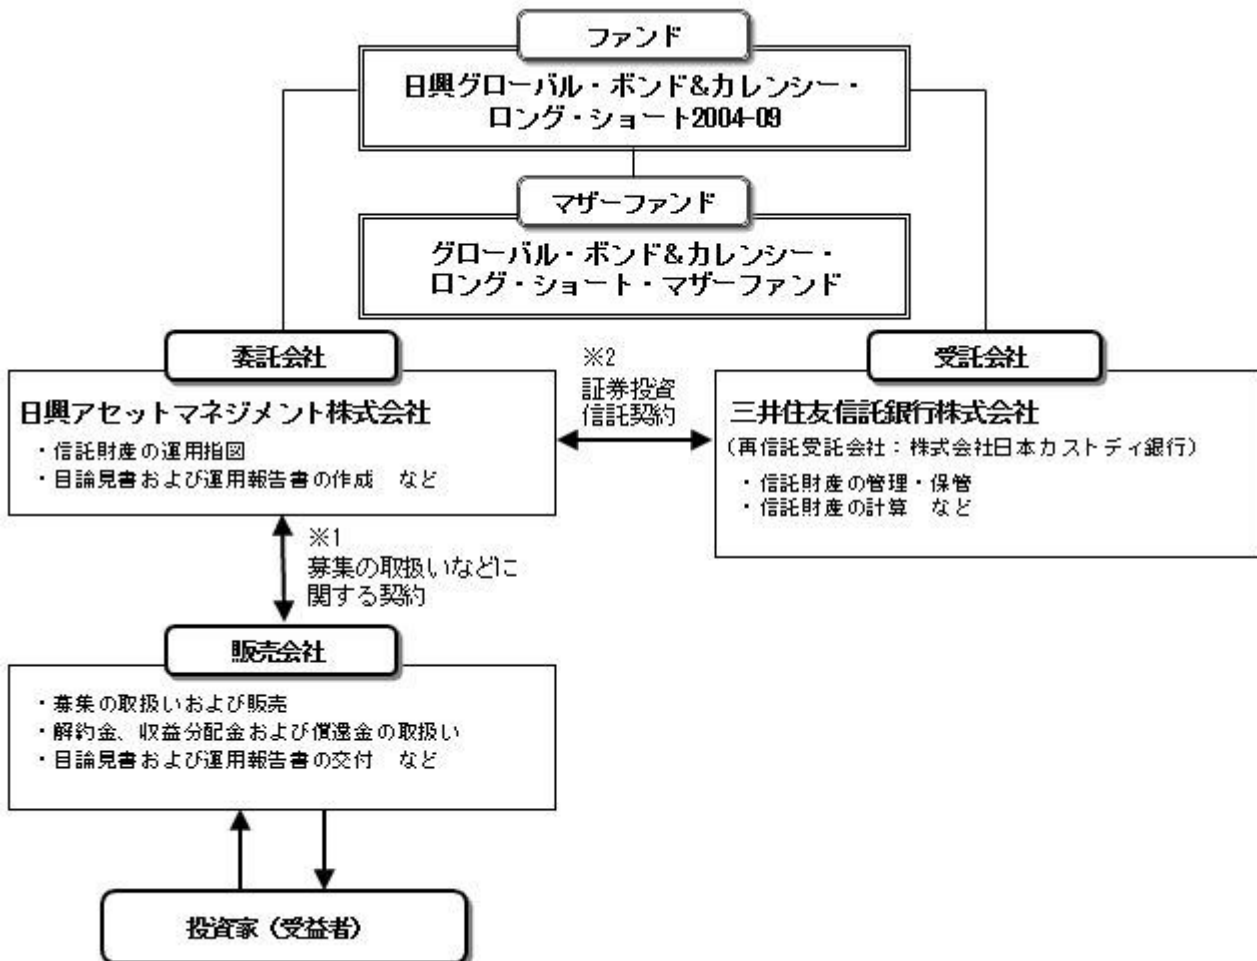 ファンド
日興グローバル・ボンド&カレンシー・
ロング・ショート2004-09
マザーファンド
グローバル・ボンド&カレンシー・
ロング・ショート・マザーファンド
委託会社
日興アセットマネジメント株式会社
・信託財産の運用指図
・目論見書および運用報告書の作成 など
※2
証券投資
信託契約
受託会社
三井住友信託銀行株式会社
(再信託受託会社:株式会社日本カストディ銀行)
・信託財産の管理・保管
・信託財産の計算 など
※1
募集の取扱いなどに
関する契約
販売会社
・募集の取扱いおよび販売
・解約金、収益分配金および償還金の取扱い
・目論見書および運用報告書の交付 など
投資家(受益者)